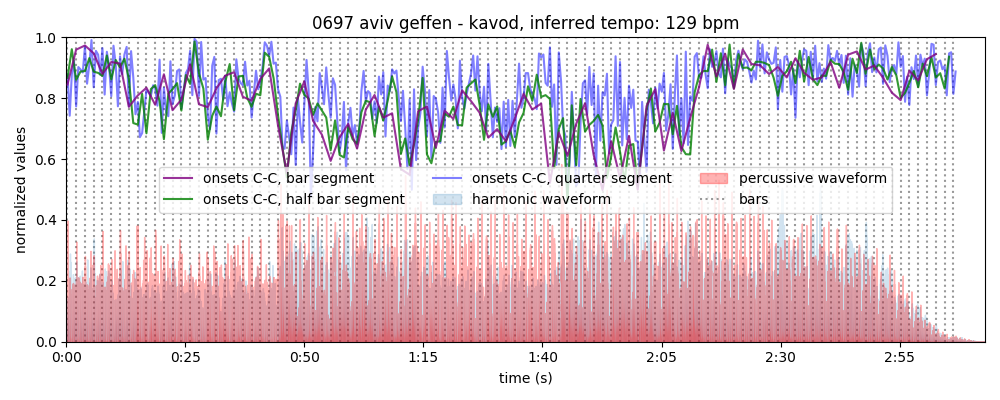 0697 aviv geffen - kavod, inferred tempo: 129 bpm
normalized values
1.0
0.8
0.6
0.4
0.2
0.0
onsets C-C, bar segment
onsets C-C, half bar segment
onsets C-C, quarter segment
harmonic waveform
percussive waveform
bars
0:00
0:25
0:50
1:15
1:40
2:05
2:30
2:55
time (s)